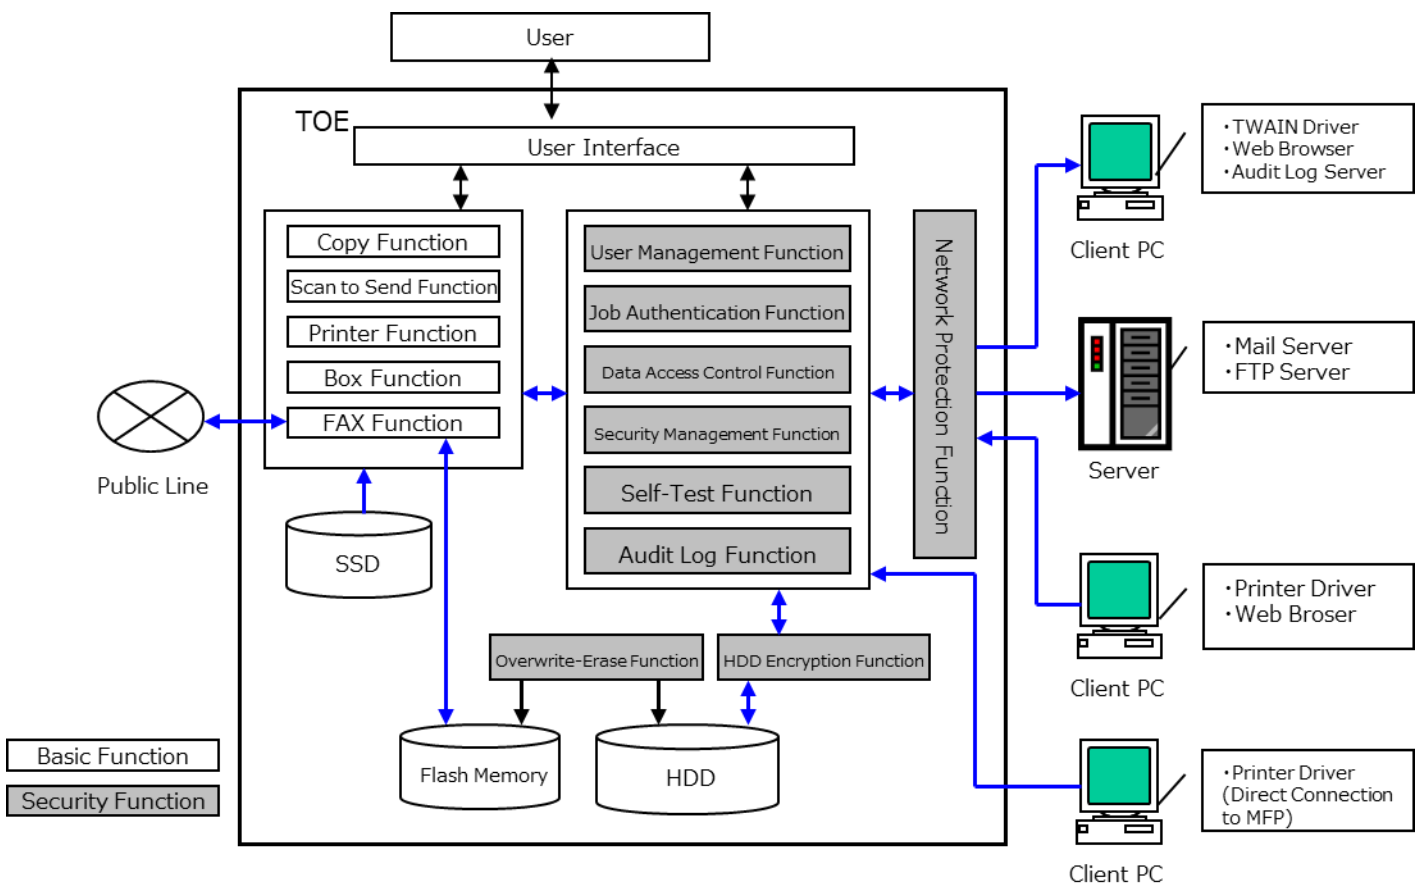 User
TOE
User Interface
Copy Function
Scan to Send Function
Printer Function
Box Function
FAX Function
User Management Function
Job Authentication Function
Data Access Control Function
Security Management Function
Self-Test Function
Audit Log Function
Network Protection Function
Public Line
SSD
Overwrite-Erase Function
HDD Encryption Function
Flash Memory
HDD
Basic Function
Security Function
Client PC
・TWAIN Driver
・Web Browser
・Audit Log Server
Server
・Mail Server
・FTP Server
Client PC
・Printer Driver
・Web Broser
Client PC
・Printer Driver
(Direct Connection
to MFP)